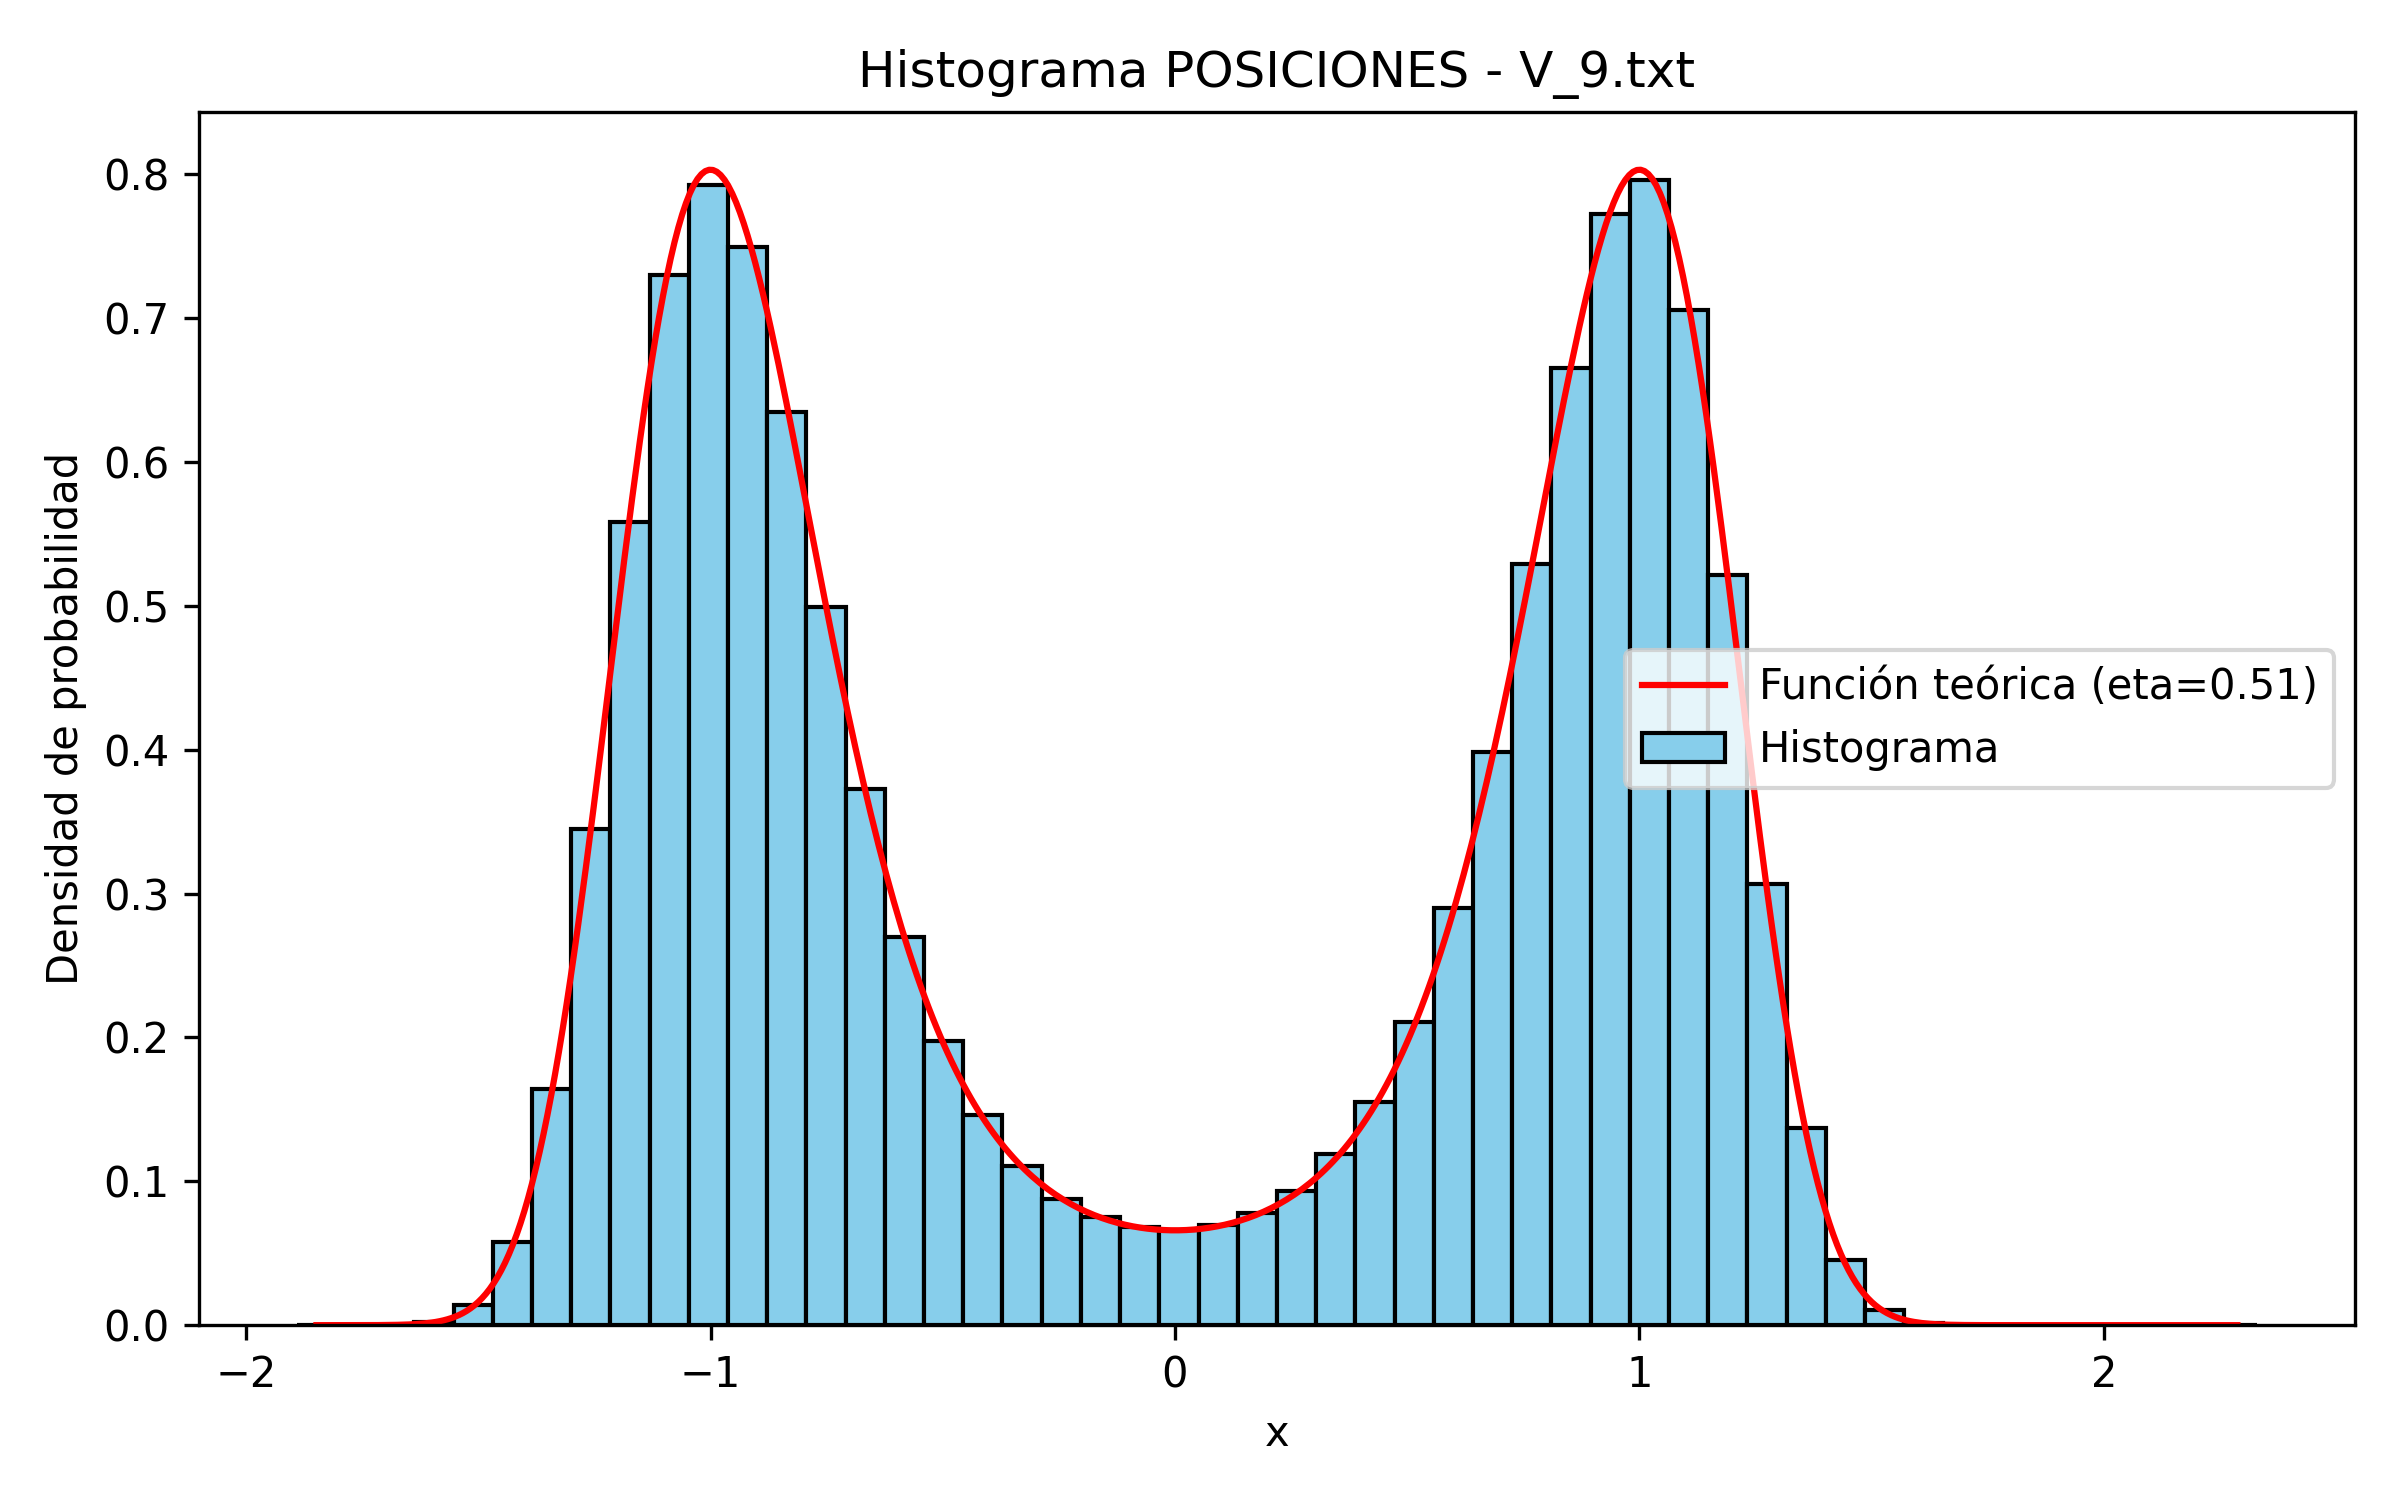 Histograma POSICIONES - V_9.txt
Densidad de probabilidad
0.8
0.7
0.6
0.5
0.4
0.3
0.2
0.1
0.0
Función teórica (eta=0.51)
Histograma
−2
−1
0
1
2
x